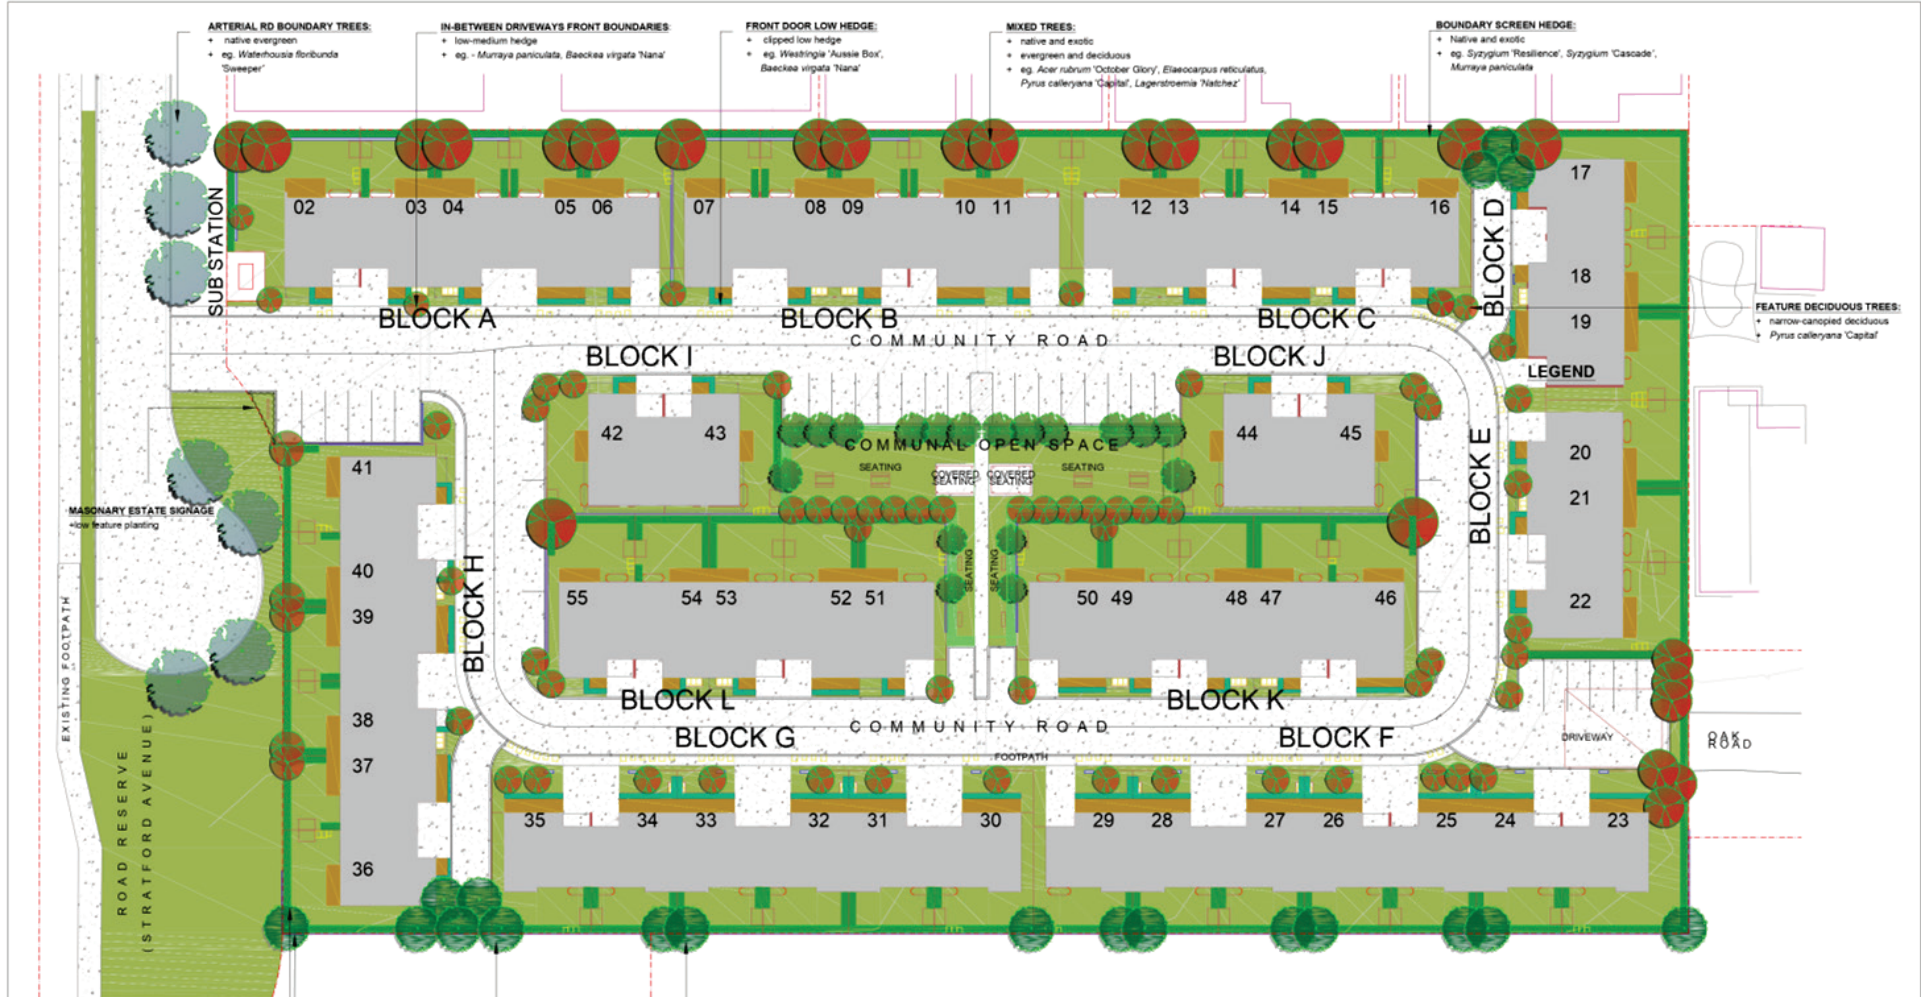 ARTERIAL RD BOUNDARY TREES:
+ native evergreen
+ eg. Waterhousia floribunda
'Sweeper'
IN-BETWEEN DRIVEWAYS FRONT BOUNDARIES:
+ low-medium hedge
+ eg. - Murraya paniculata, Baeckea virgata 'Nana'
FRONT DOOR LOW HEDGE:
+ clipped low hedge
+ eg. Westringia 'Aussie Box',
Baeckea virgata 'Nana'
MIXED TREES:
+ native and exotic
+ evergreen and deciduous
+ eg. Acer rubrum 'October Glory', Elaeocarpus reticulatus,
Pyrus calleryana 'Capital', Lagerstroemia 'Natchez'
BOUNDARY SCREEN HEDGE:
+ Native and exotic
+ eg. Syzygium 'Resilience', Syzygium 'Cascade',
Murraya paniculata
SUB STATION
02 03 04 05 06 07 08 09 10 11 12 13 14 15 16
17
18
19
BLOCK D
FEATURE DECIDUOUS TREES:
+ narrow-canopied deciduous
+ Pyrus calleryana 'Capital'
BLOCK A BLOCK B BLOCK C
COMMUNITY ROAD
BLOCK I BLOCK J
LEGEND
42 43 44 45
COMMUNAL OPEN SPACE
SEATING COVERED SEATING COVERED SEATING SEATING
BLOCK E
20
21
22
MASONARY ESTATE SIGNAGE
+low feature planting
41
40
39
38
37
36
BLOCK H
SEATING SEATING
55 54 53 52 51 50 49 48 47 46
BLOCK L BLOCK K
COMMUNITY ROAD
BLOCK G BLOCK F
FOOTPATH
DRIVEWAY
OAK
ROAD
35 34 33 32 31 30 29 28 27 26 25 24 23
EXISTING FOOTPATH
ROAD RESERVE
(STRATFORD AVENUE)